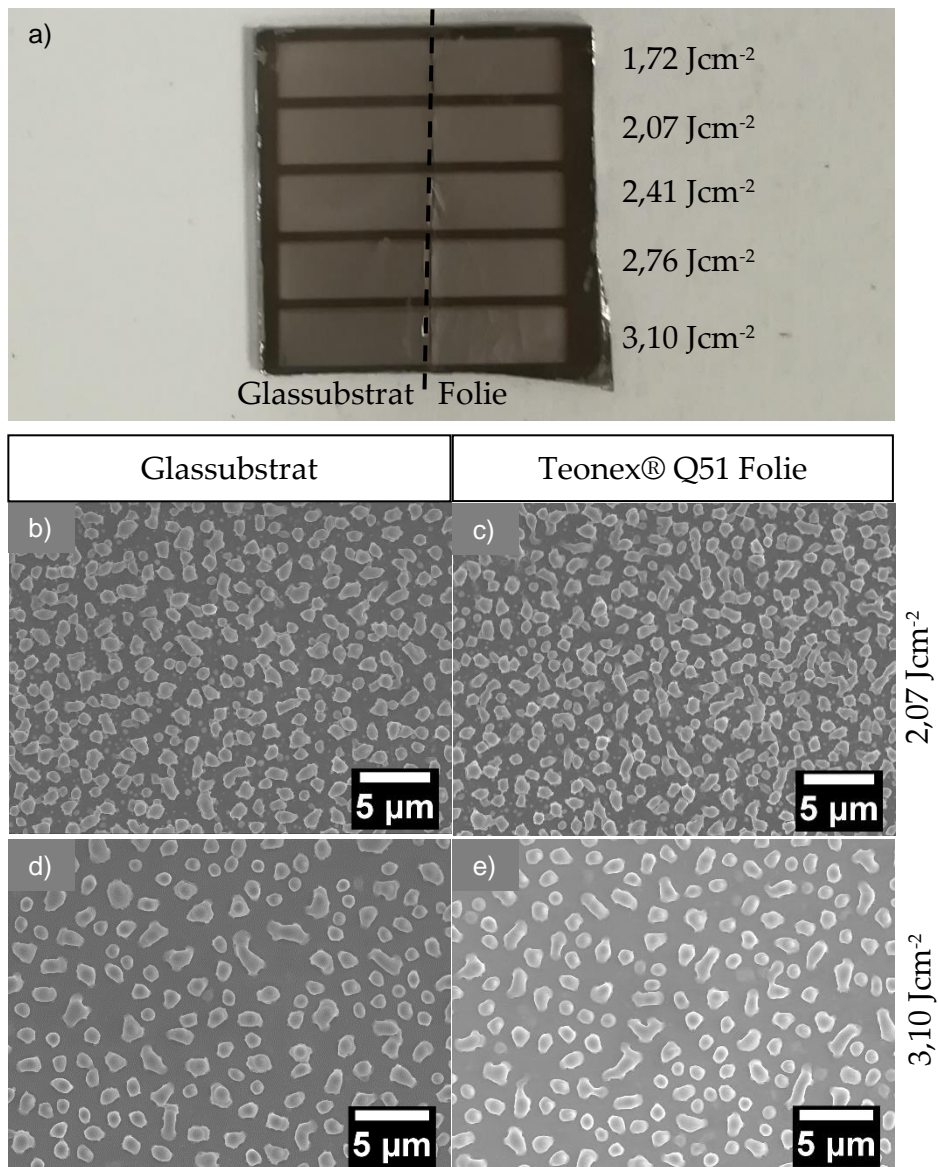 a)
1,72 Jcm⁻²
2,07 Jcm⁻²
2,41 Jcm⁻²
2,76 Jcm⁻²
3,10 Jcm⁻²
Glassubstrat Folie
Glassubstrat Teonex® Q51 Folie
b) c)
5 µm 5 µm
2,07 Jcm⁻²
d) e)
5 µm 5 µm
3,10 Jcm⁻²